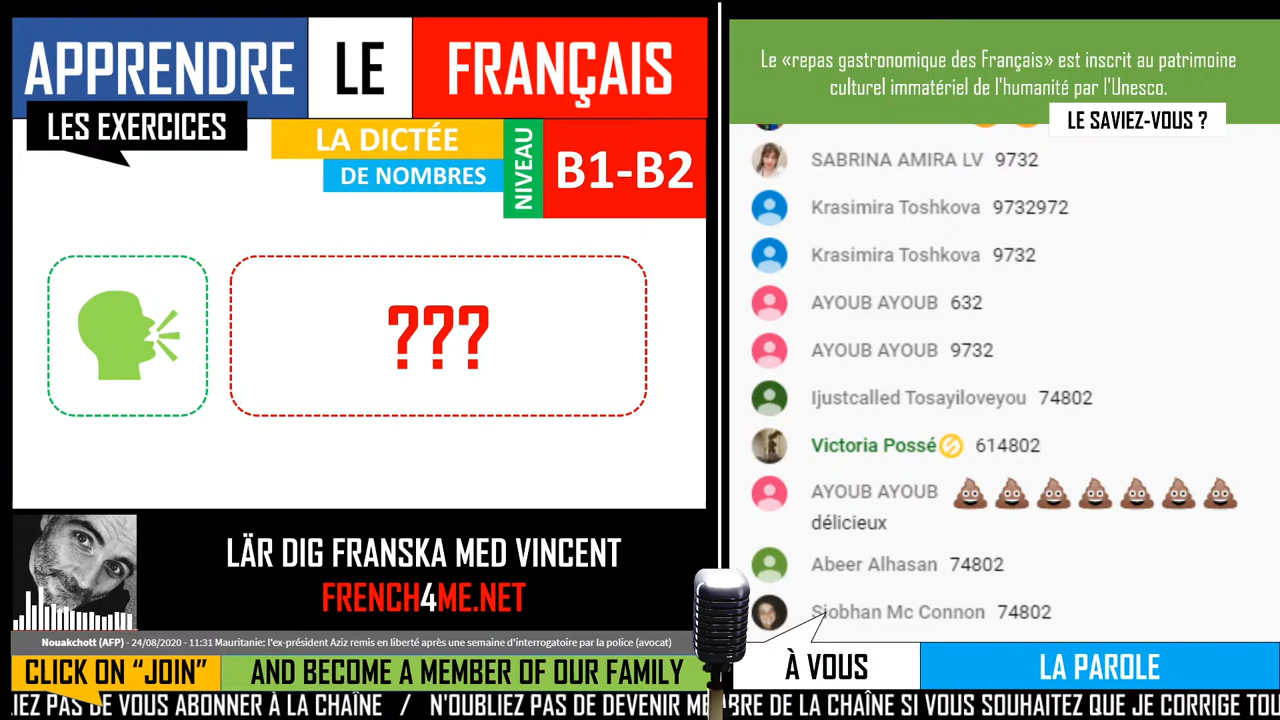 APPRENDRE LE FRANÇAIS
LES EXERCICES
LA DICTÉE
DE NOMBRES
NIVEAU
B1-B2
???
LÄR DIG FRANSKA MED VINCENT
FRENCH4ME.NET
Nouakchott (AFP) - 24/08/2020 - 11:31 Mauritanie: l'ex-président Aziz remis en liberté après une semaine d'interrogatoire par la police (avocat)
CLICK ON “JOIN” AND BECOME A MEMBER OF OUR FAMILY
Le «repas gastronomique des Français» est inscrit au patrimoine
culturel immatériel de l'humanité par l'Unesco.
LE SAVIEZ-VOUS ?
SABRINA AMIRA LV 9732
Krasimira Toshkova 9732972
Krasimira Toshkova 9732
AYOUB AYOUB 632
AYOUB AYOUB 9732
Ijustcalled Tosayiloveyou 74802
Victoria Possé 614802
AYOUB AYOUB 💩💩💩💩💩💩💩
délicieux
Abeer Alhasan 74802
Siobhan Mc Connon 74802
À VOUS LA PAROLE
IEZ PAS DE VOUS ABONNER À LA CHAÎNE / N'OUBLIEZ PAS DE DEVENIR MEMBRE DE LA CHAÎNE SI VOUS SOUHAITEZ QUE JE CORRIGE TOU